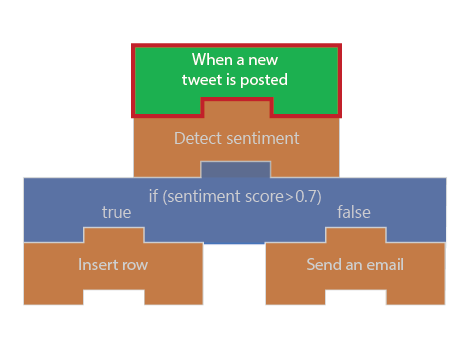 When a new
tweet is posted
Detect sentiment
if (sentiment score>0.7)
true
false
Insert row
Send an email